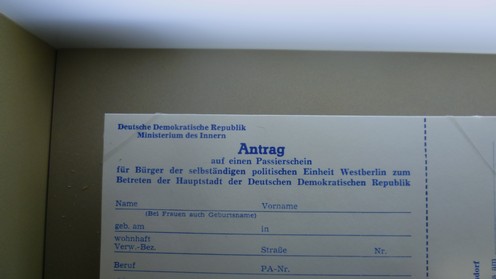 Deutsche Demokratische Republik
Ministerium des Innern
Antrag
auf einen Passierschein
für Bürger der selbständigen politischen Einheit Westberlin zum
Betreten der Hauptstadt der Deutschen Demokratischen Republik
Name Vorname
(Bei Frauen auch Geburtsname)
geb. am in
wohnhaft
Verw.-Bez. Straße Nr.
Beruf PA-Nr.